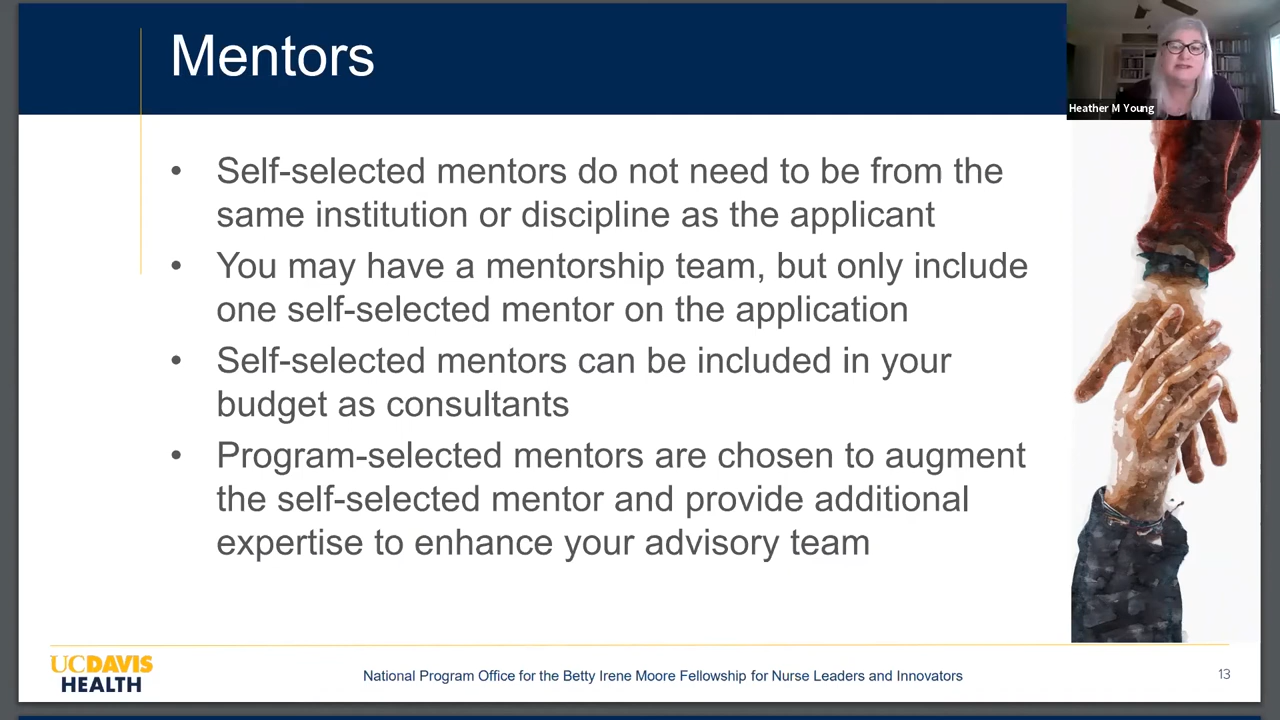 Mentors
Heather M Young
• Self-selected mentors do not need to be from the
same institution or discipline as the applicant
• You may have a mentorship team, but only include
one self-selected mentor on the application
• Self-selected mentors can be included in your
budget as consultants
• Program-selected mentors are chosen to augment
the self-selected mentor and provide additional
expertise to enhance your advisory team
UCDAVIS
HEALTH
National Program Office for the Betty Irene Moore Fellowship for Nurse Leaders and Innovators
13